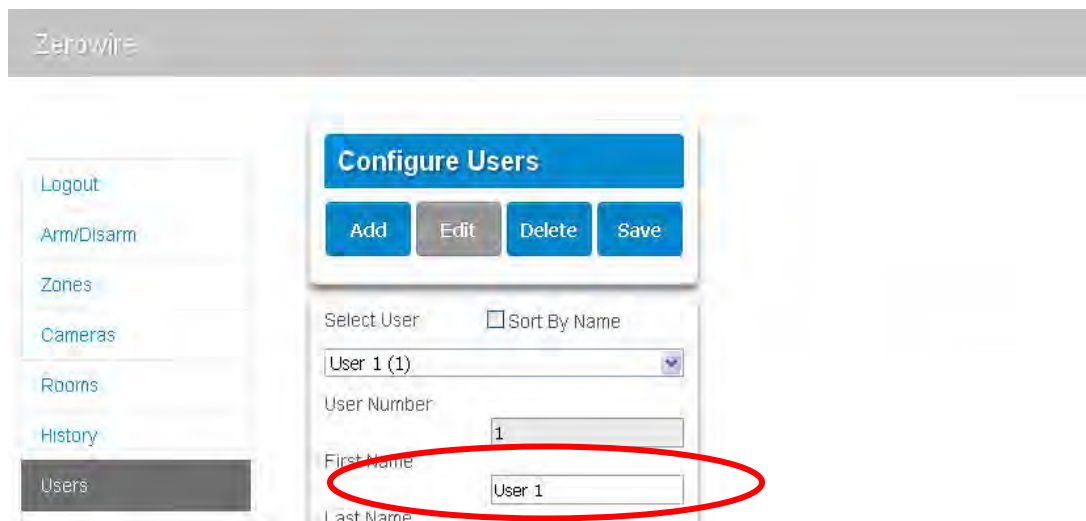 Zerowire
Configure Users
Add Edit Delete Save
Logout
Arm/Disarm
Zones
Cameras
Rooms
History
Users
Select User Sort By Name
User 1 (1)
User Number
1
First Name
User 1
Last Name